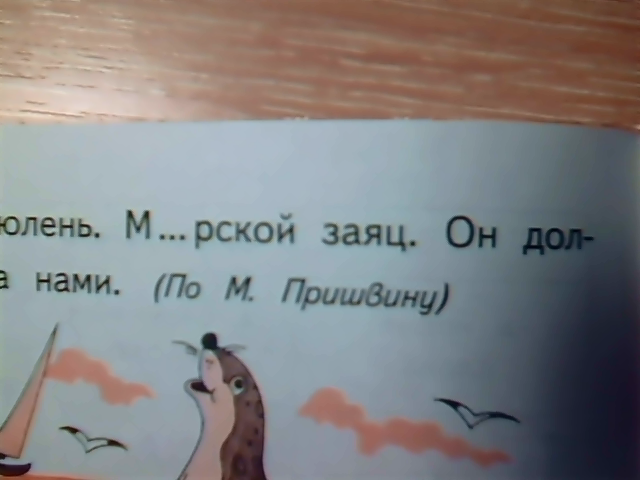 юлень. М...рской заяц. Он дол-
а нами. (По М. Пришвину)